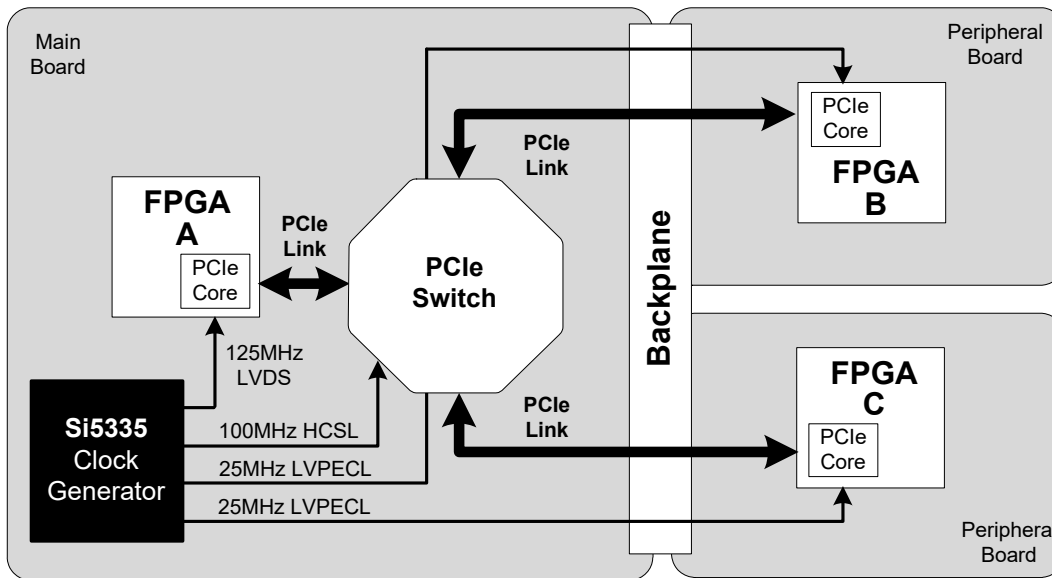 Main
Board
Peripheral
Board
PCIe
Core
FPGA
B
PCIe
Link
FPGA
A
PCIe
Core
PCIe
Link
PCIe
Switch
Backplane
125MHz
LVDS
PCIe
Link
FPGA
C
PCIe
Core
Si5335
Clock
Generator
100MHz HCSL
25MHz LVPECL
25MHz LVPECL
Periphera
Board